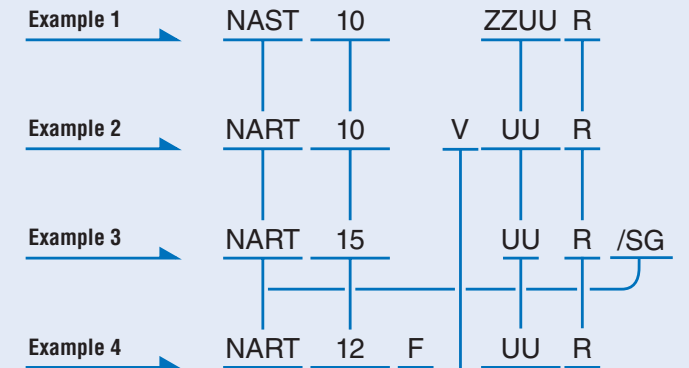 Example 1 NAST 10 ZZUU R
Example 2 NART 10 V UU R
Example 3 NART 15 UU R /SG
Example 4 NART 12 F UU R